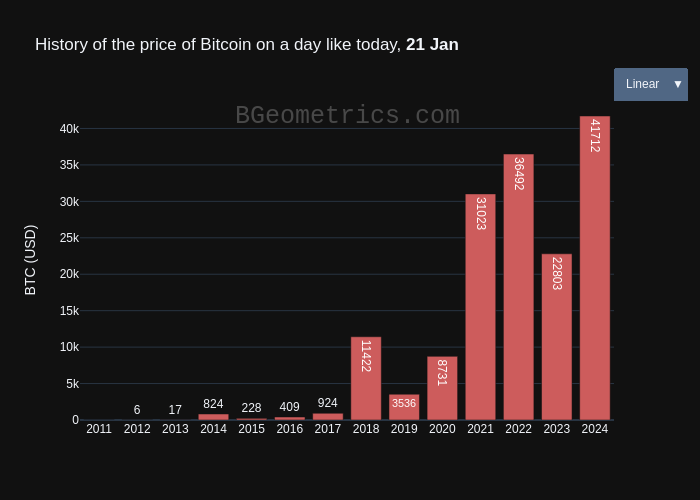 History of the price of Bitcoin on a day like today, 21 Jan
Linear ▼
BGeometrics.com
BTC (USD)
40k
35k
30k
25k
20k
15k
10k
5k
0
6
17
824
228
409
924
11422
3536
8731
31023
36492
22803
41712
2011 2012 2013 2014 2015 2016 2017 2018 2019 2020 2021 2022 2023 2024